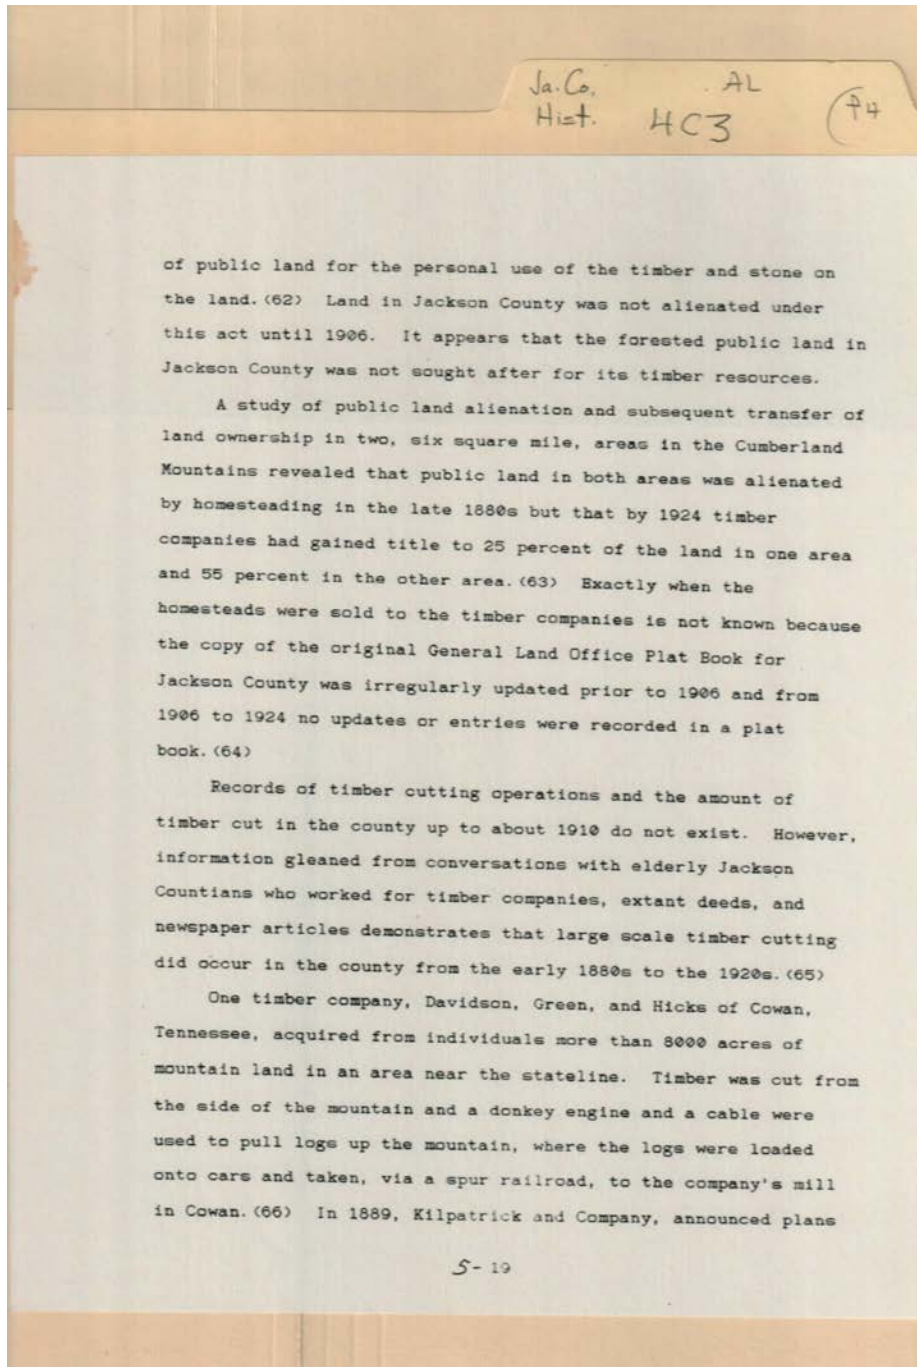 Ja. Co. AL
Hist. 4C3 P4
of public land for the personal use of the timber and stone on
the land.(62)  Land in Jackson County was not alienated under
this act until 1906.  It appears that the forested public land in
Jackson County was not sought after for its timber resources.
A study of public land alienation and subsequent transfer of
land ownership in two, six square mile, areas in the Cumberland
Mountains revealed that public land in both areas was alienated
by homesteading in the late 1880s but that by 1924 timber
companies had gained title to 25 percent of the land in one area
and 55 percent in the other area.(63)  Exactly when the
homesteads were sold to the timber companies is not known because
the copy of the original General Land Office Plat Book for
Jackson County was irregularly updated prior to 1906 and from
1906 to 1924 no updates or entries were recorded in a plat
book.(64)
Records of timber cutting operations and the amount of
timber cut in the county up to about 1910 do not exist.  However,
information gleaned from conversations with elderly Jackson
Countians who worked for timber companies, extant deeds, and
newspaper articles demonstrates that large scale timber cutting
did occur in the county from the early 1880s to the 1920s.(65)
One timber company, Davidson, Green, and Hicks of Cowan,
Tennessee, acquired from individuals more than 8000 acres of
mountain land in an area near the stateline.  Timber was cut from
the side of the mountain and a donkey engine and a cable were
used to pull logs up the mountain, where the logs were loaded
onto cars and taken, via a spur railroad, to the company's mill
in Cowan.(66)  In 1889, Kilpatrick and Company, announced plans
5- 19